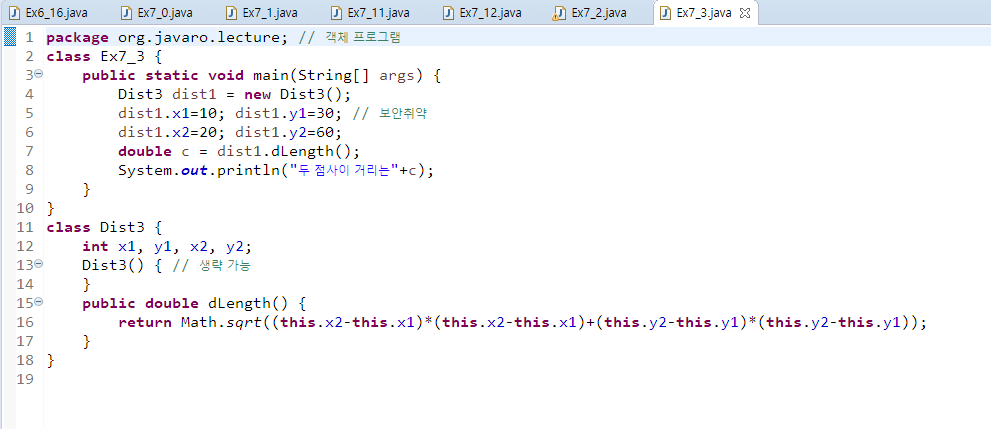 Ex6_16.java Ex7_0.java Ex7_1.java Ex7_11.java Ex7_12.java Ex7_2.java Ex7_3.java
1 package org.javaro.lecture; // 객체 프로그램
2 class Ex7_3 {
3 public static void main(String[] args) {
4 Dist3 dist1 = new Dist3();
5 dist1.x1=10; dist1.y1=30; // 보안취약
6 dist1.x2=20; dist1.y2=60;
7 double c = dist1.dLength();
8 System.out.println("두 점사이 거리는"+c);
9 }
10 }
11 class Dist3 {
12 int x1, y1, x2, y2;
13 Dist3() { // 생략 가능
14 }
15 public double dLength() {
16 return Math.sqrt((this.x2-this.x1)*(this.x2-this.x1)+(this.y2-this.y1)*(this.y2-this.y1));
17 }
18 }
19